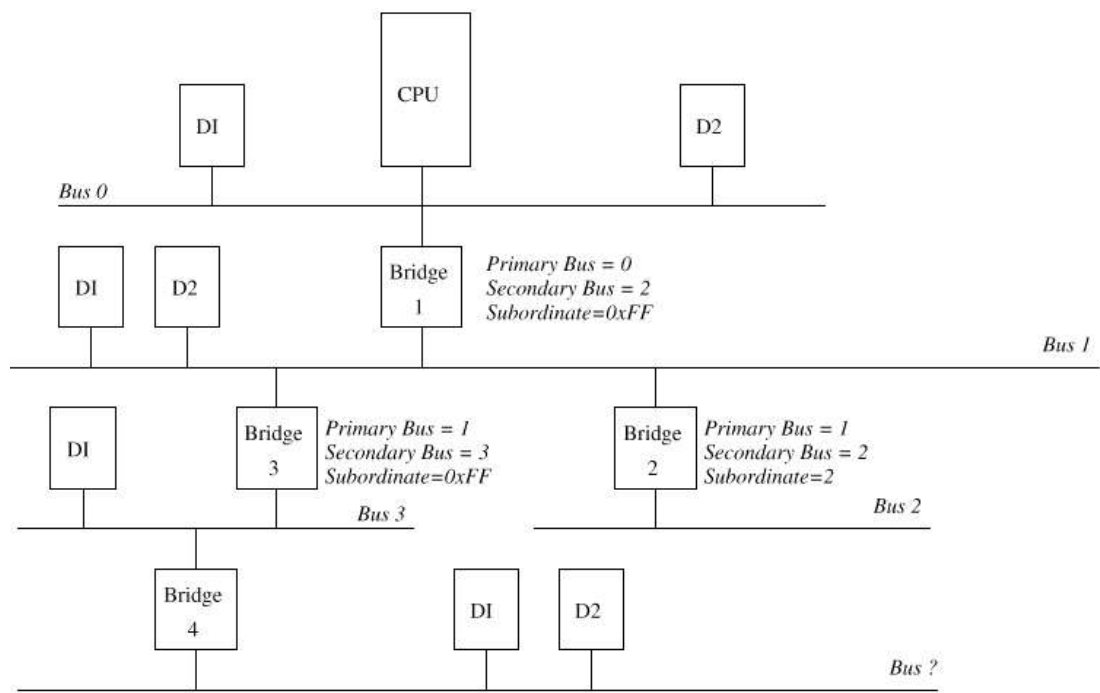 CPU
DI
D2
Bus 0
DI
D2
Bridge
1
Primary Bus = 0
Secondary Bus = 2
Subordinate=0xFF
Bus 1
DI
Bridge
3
Primary Bus = 1
Secondary Bus = 3
Subordinate=0xFF
Bridge
2
Primary Bus = 1
Secondary Bus = 2
Subordinate=2
Bus 3
Bus 2
Bridge
4
DI
D2
Bus ?